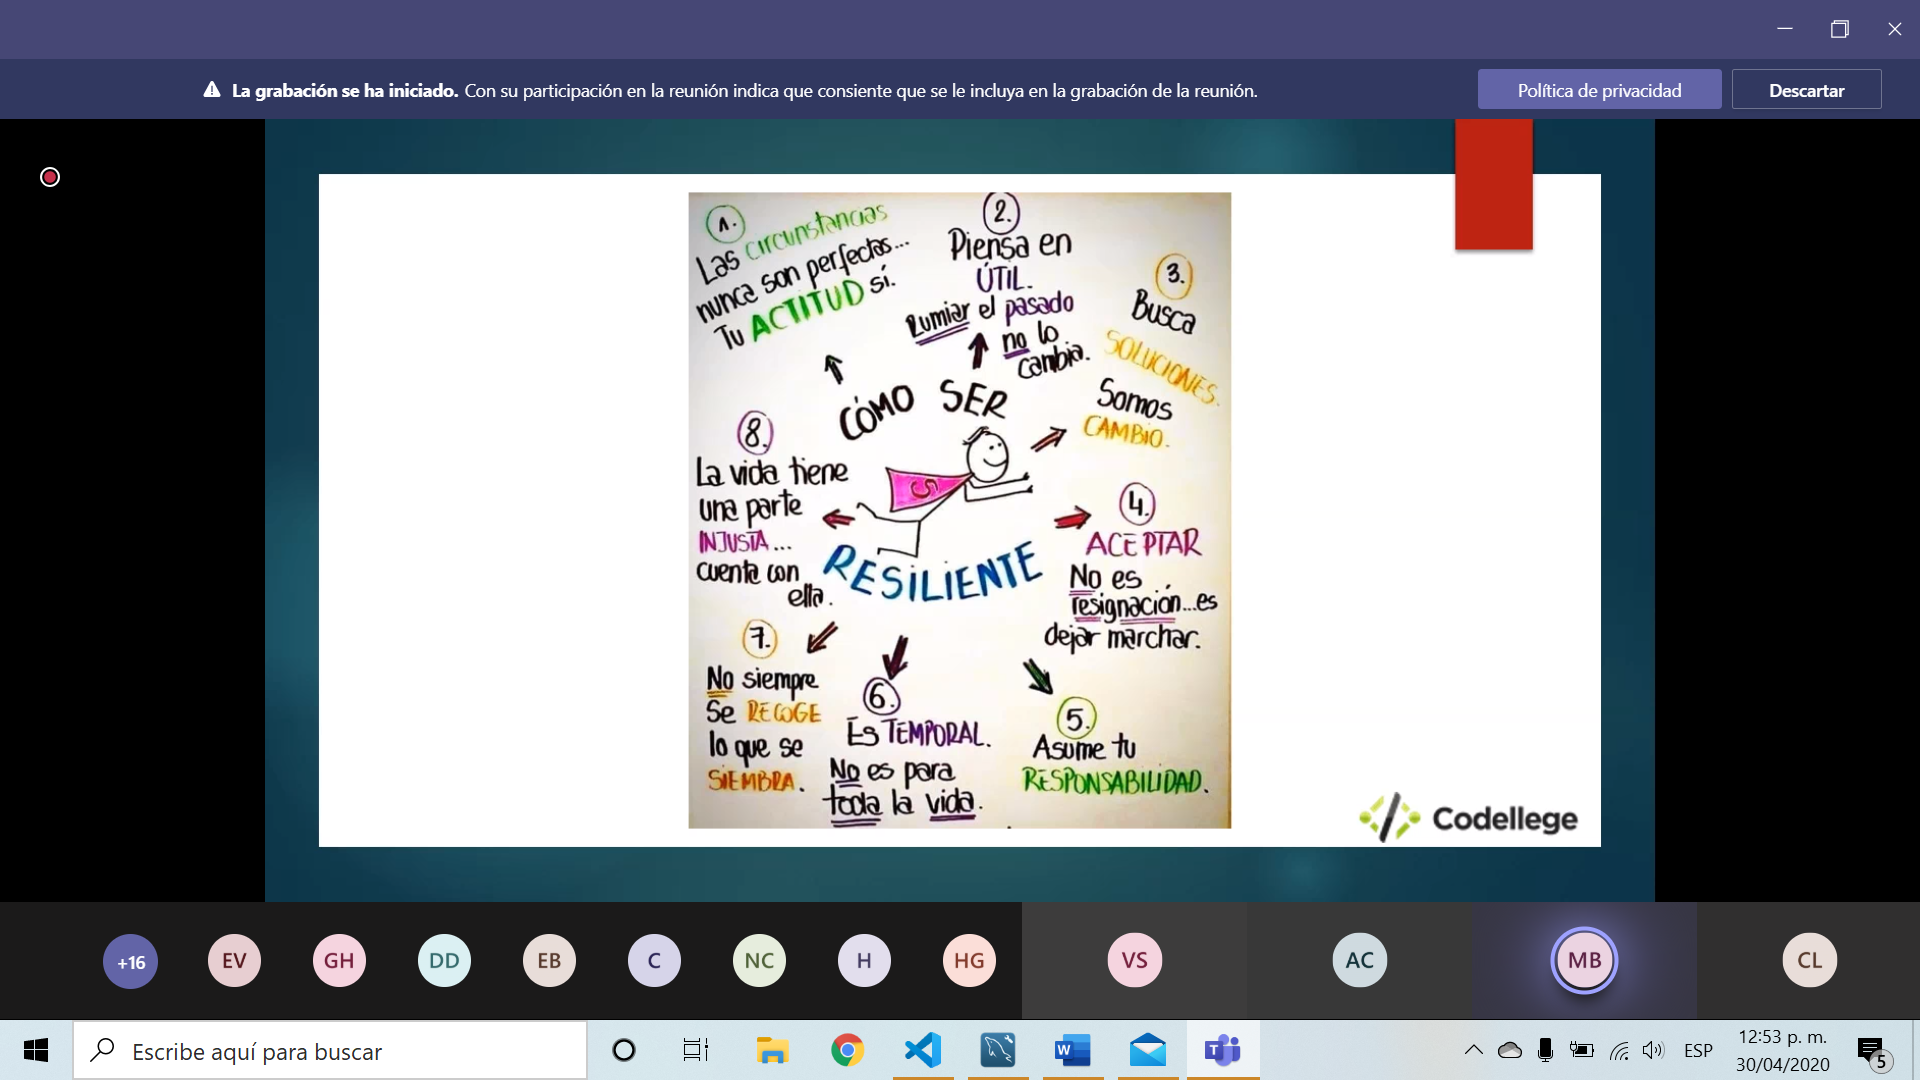 La grabación se ha iniciado. Con su participación en la reunión indica que consiente que se le incluya en la grabación de la reunión.
Política de privacidad
Descartar
1.
Las circunstancias
nunca son perfectas...
Tu ACTITUD sí.
2.
Piensa en
ÚTIL.
Rumiar el pasado
no lo
cambia.
3.
Busca
SOLUCIONES.
Somos
CAMBIO.
CÓMO SER
S
RESILIENTE
4.
ACEPTAR
No es
resignación...es
dejar marchar.
5.
Asume tu
RESPONSABILIDAD.
6.
Es TEMPORAL.
No es para
toda la vida.
7.
No siempre
se RECOGE
lo que se
SIEMBRA.
8.
La vida tiene
una parte
INJUSTA...
cuenta con
ella.
Codellege
+16
EV
GH
DD
EB
C
NC
H
HG
VS
AC
MB
CL
Escribe aquí para buscar
W
T
ESP
12:53 p. m.
30/04/2020
5